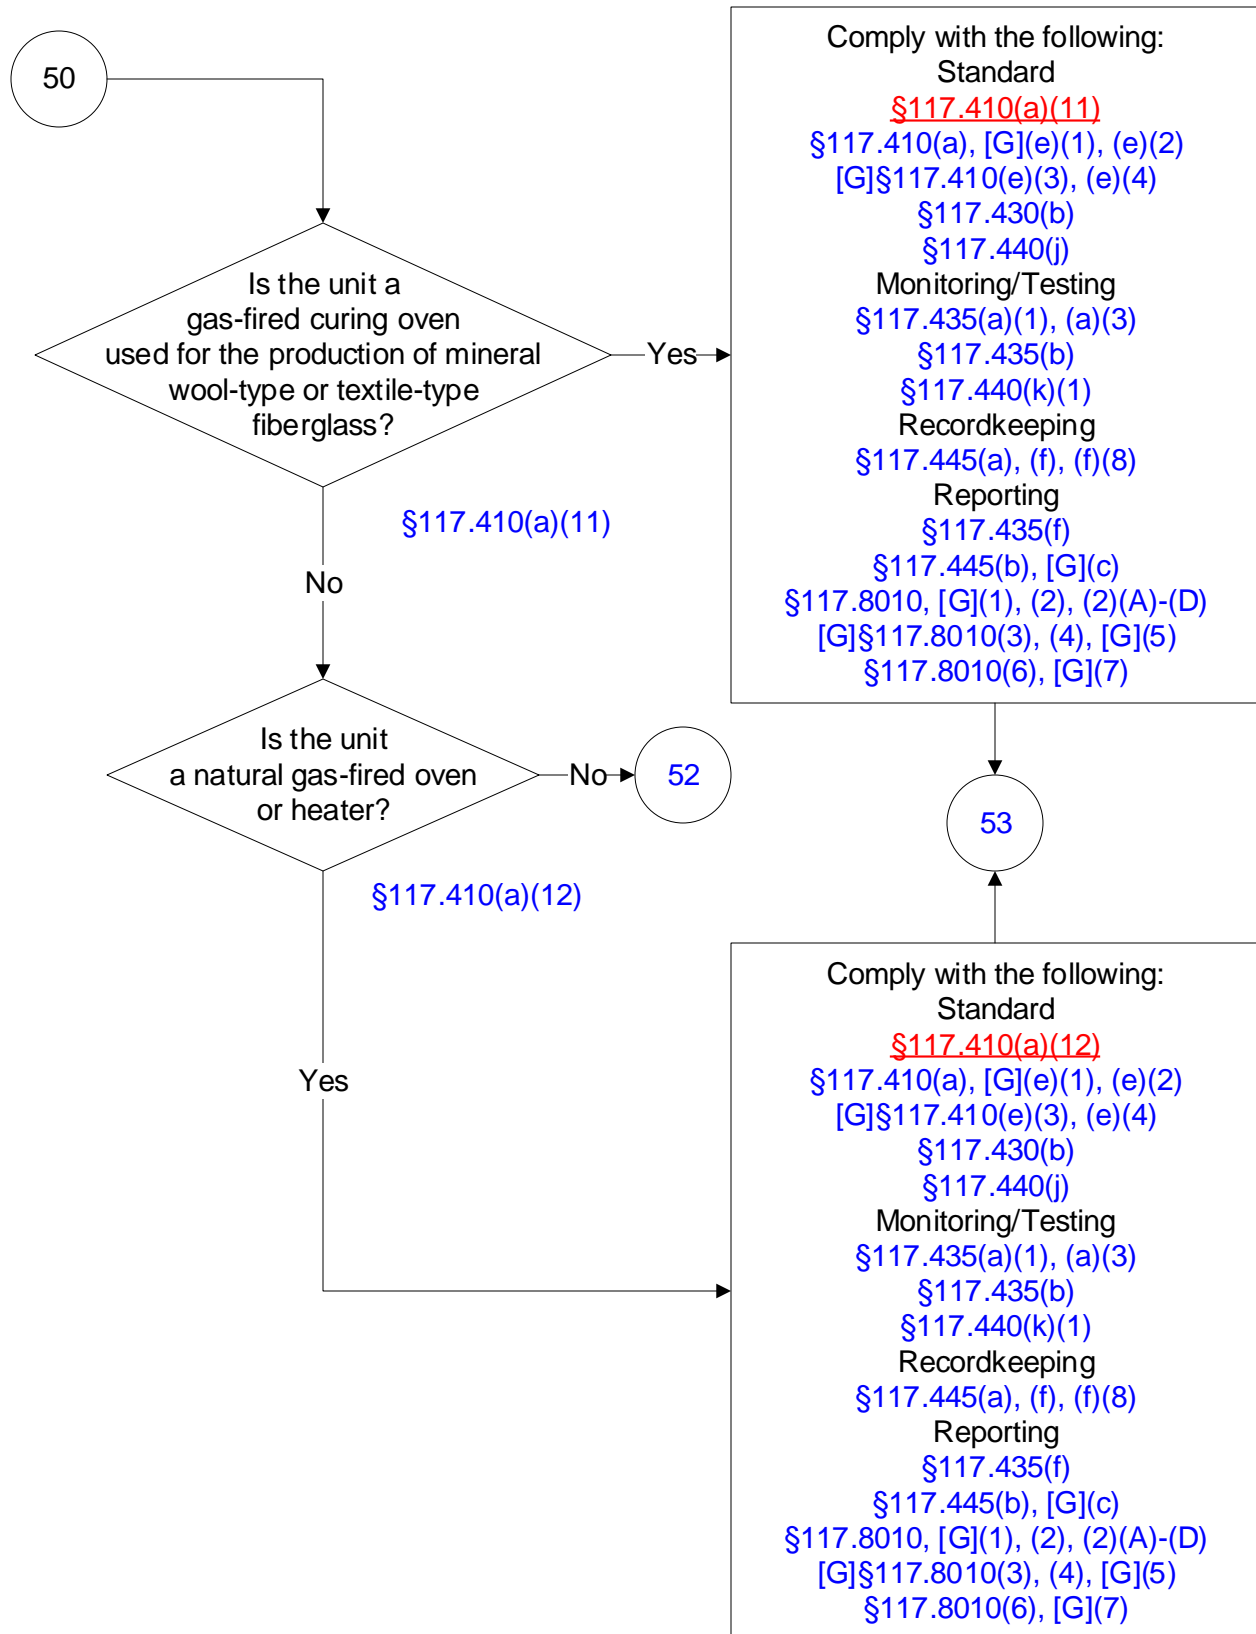 50
Is the unit a
gas-fired curing oven
used for the production of mineral
wool-type or textile-type
fiberglass?
Yes
§117.410(a)(11)
No
Comply with the following:
Standard
§117.410(a)(11)
§117.410(a), [G](e)(1), (e)(2)
[G]§117.410(e)(3), (e)(4)
§117.430(b)
§117.440(j)
Monitoring/Testing
§117.435(a)(1), (a)(3)
§117.435(b)
§117.440(k)(1)
Recordkeeping
§117.445(a), (f), (f)(8)
Reporting
§117.435(f)
§117.445(b), [G](c)
§117.8010, [G](1), (2), (2)(A)-(D)
[G]§117.8010(3), (4), [G](5)
§117.8010(6), [G](7)
Is the unit
a natural gas-fired oven
or heater?
No
52
53
§117.410(a)(12)
Yes
Comply with the following:
Standard
§117.410(a)(12)
§117.410(a), [G](e)(1), (e)(2)
[G]§117.410(e)(3), (e)(4)
§117.430(b)
§117.440(j)
Monitoring/Testing
§117.435(a)(1), (a)(3)
§117.435(b)
§117.440(k)(1)
Recordkeeping
§117.445(a), (f), (f)(8)
Reporting
§117.435(f)
§117.445(b), [G](c)
§117.8010, [G](1), (2), (2)(A)-(D)
[G]§117.8010(3), (4), [G](5)
§117.8010(6), [G](7)